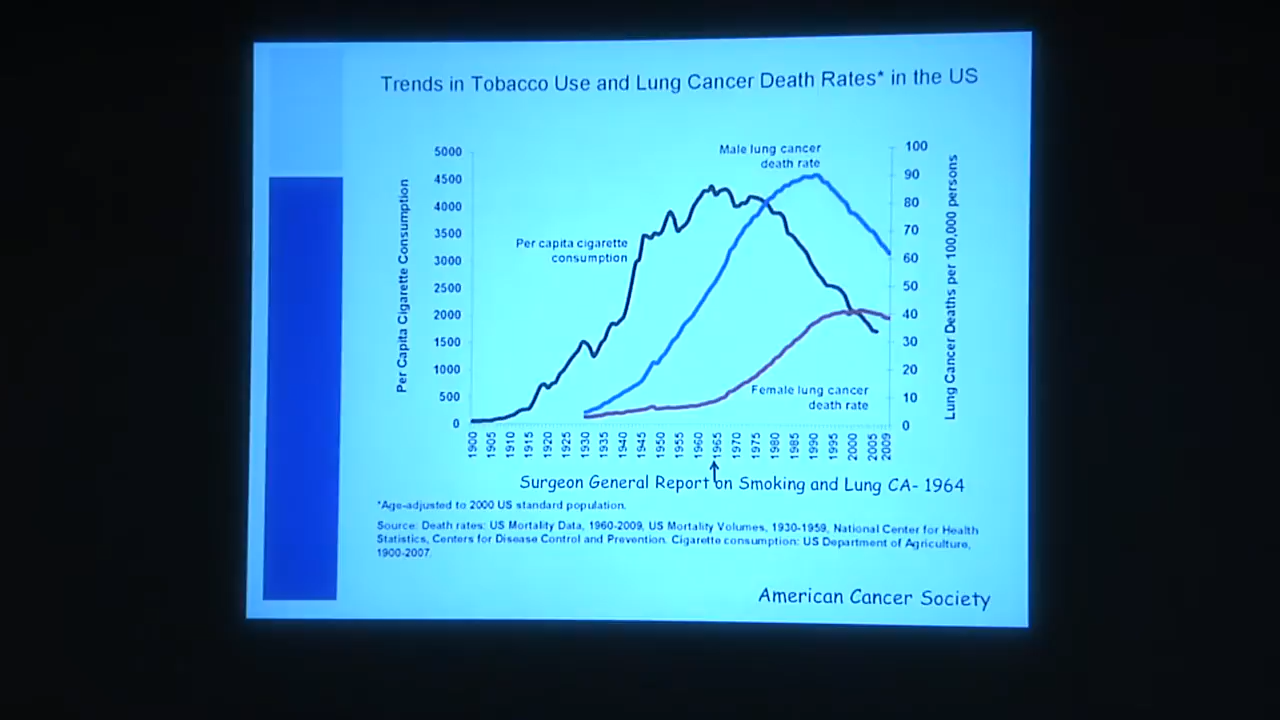 Trends in Tobacco Use and Lung Cancer Death Rates* in the US
Male lung cancer
death rate
Per capita cigarette
consumption
Female lung cancer
death rate
Per Capita Cigarette Consumption
5000
4500
4000
3500
3000
2500
2000
1500
1000
500
0
100
90
80
70
60
50
40
30
20
10
0
Lung Cancer Deaths per 100,000 persons
1900 1905 1910 1915 1920 1925 1930 1935 1940 1945 1950 1955 1960 1965 1970 1975 1980 1985 1990 1995 2000 2005 2009
Surgeon General Report on Smoking and Lung CA- 1964
*Age-adjusted to 2000 US standard population.
Source: Death rates: US Mortality Data, 1960-2009, US Mortality Volumes, 1930-1959, National Center for Health
Statistics, Centers for Disease Control and Prevention. Cigarette consumption: US Department of Agriculture,
1900-2007.
American Cancer Society